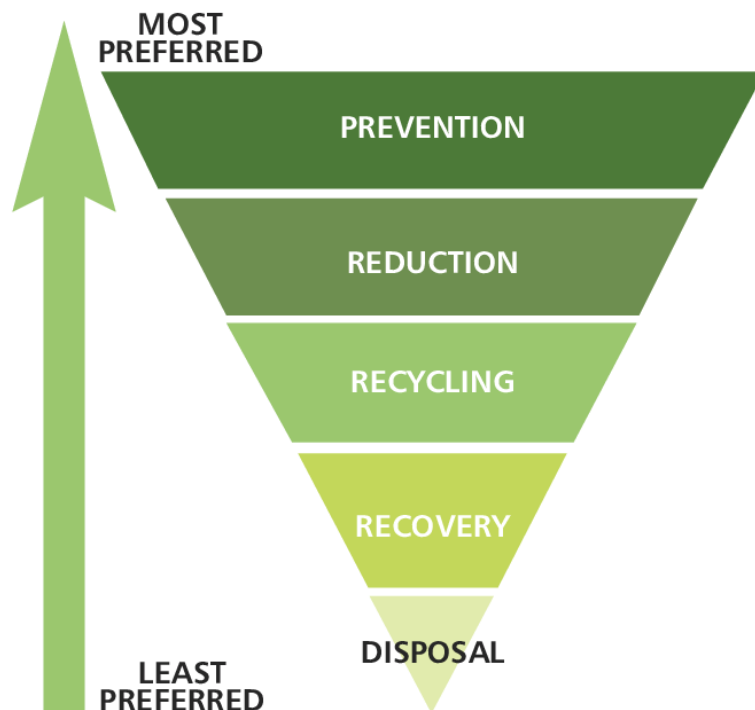 MOST
PREFERRED
PREVENTION
REDUCTION
RECYCLING
RECOVERY
DISPOSAL
LEAST
PREFERRED